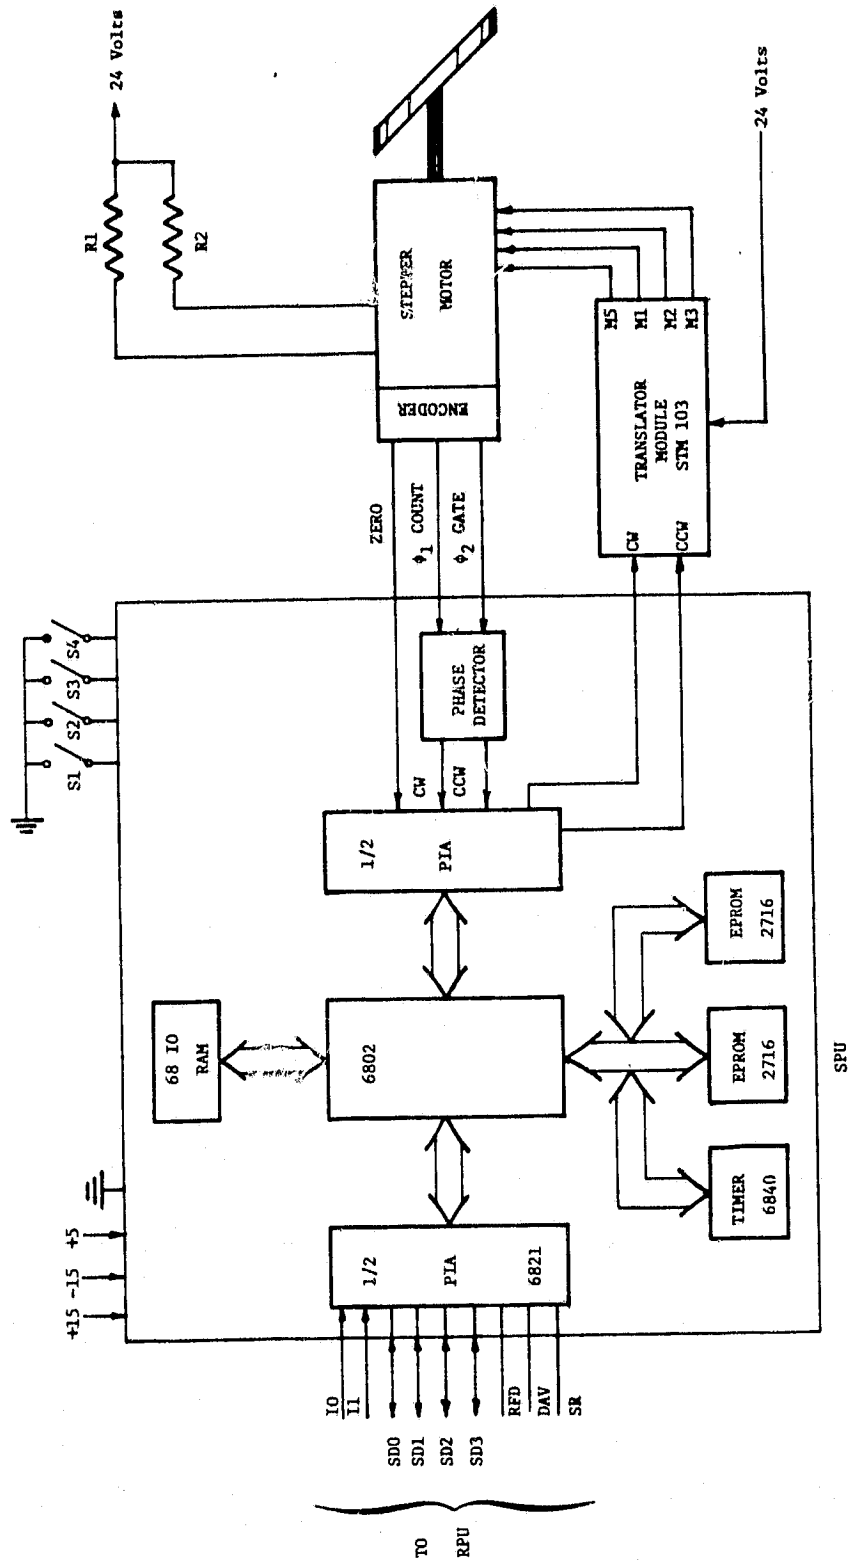 +15
-15
+5
S1
S2
S3
S4
R1
R2
24 Volts
68 IO
RAM
TO
RPU
IO
I1
SD0
SD1
SD2
SD3
RFD
DAV
SR
1/2
PIA
6821
6802
1/2
PIA
CW
CCW
PHASE
DETECTOR
ZERO
ϕ1 COUNT
ϕ2 GATE
ENCODER
STEPPER
MOTOR
TIMER
6840
EPROM
2716
EPROM
2716
CW
CCW
TRANSLATOR
MODULE
STM 103
M5
M1
M2
M3
24 Volts
SPU